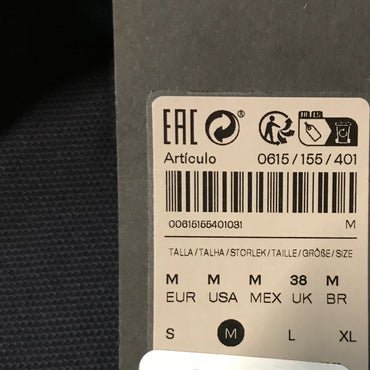 EAC ®
Artículo 0615 / 155 / 401
00615155401031 M
TALLA / TALHA / STORLEK / TAILLE / GRÖßE / SIZE
M M M 38 M
EUR USA MEX UK BR
S M L XL